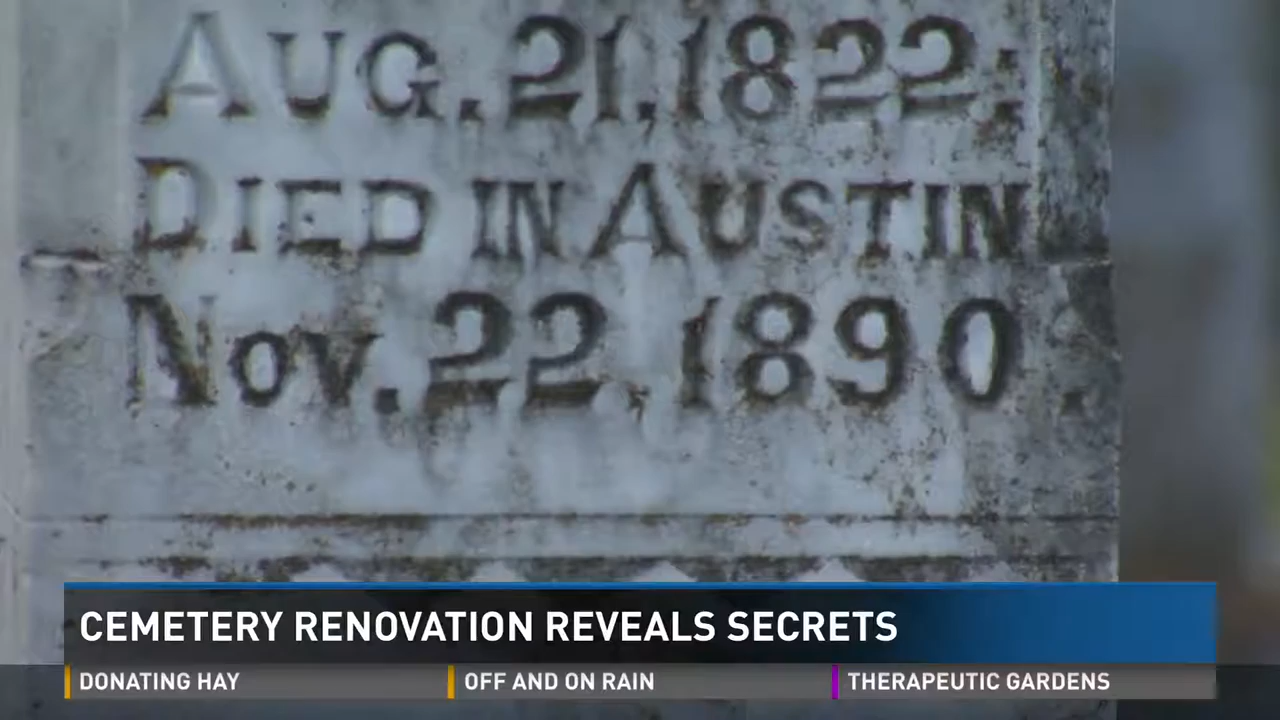 AUG. 21, 1822;
DIED IN AUSTIN
NOV. 22, 1890.
CEMETERY RENOVATION REVEALS SECRETS
DONATING HAY
OFF AND ON RAIN
THERAPEUTIC GARDENS